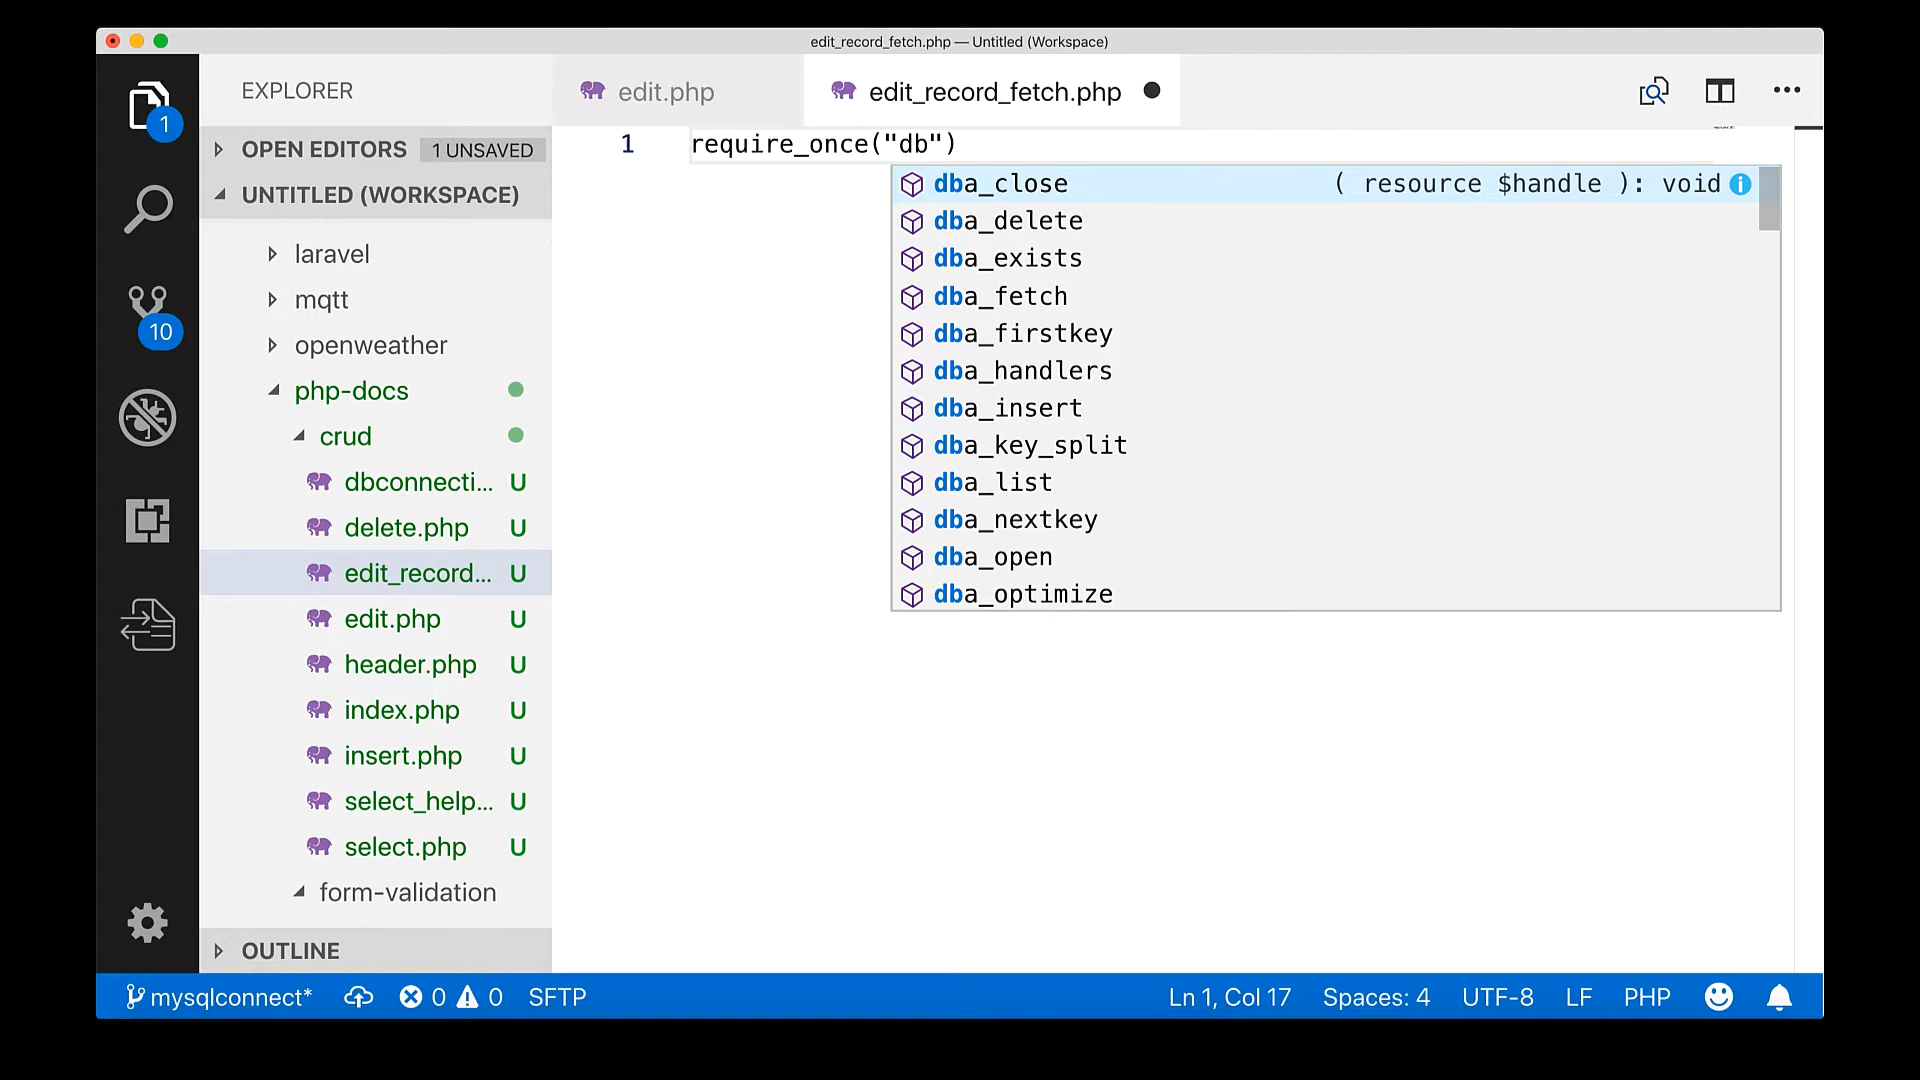 edit_record_fetch.php — Untitled (Workspace)
EXPLORER
edit.php
edit_record_fetch.php
1
OPEN EDITORS 1 UNSAVED
UNTITLED (WORKSPACE)
laravel
mqtt
openweather
php-docs
crud
dbconnecti... U
delete.php U
edit_record... U
edit.php U
header.php U
index.php U
insert.php U
select_help... U
select.php U
form-validation
OUTLINE
10
1 require_once("db")
dba_close ( resource $handle ): void
dba_delete
dba_exists
dba_fetch
dba_firstkey
dba_handlers
dba_insert
dba_key_split
dba_list
dba_nextkey
dba_open
dba_optimize
mysqlconnect* 0 0 SFTP Ln 1, Col 17 Spaces: 4 UTF-8 LF PHP